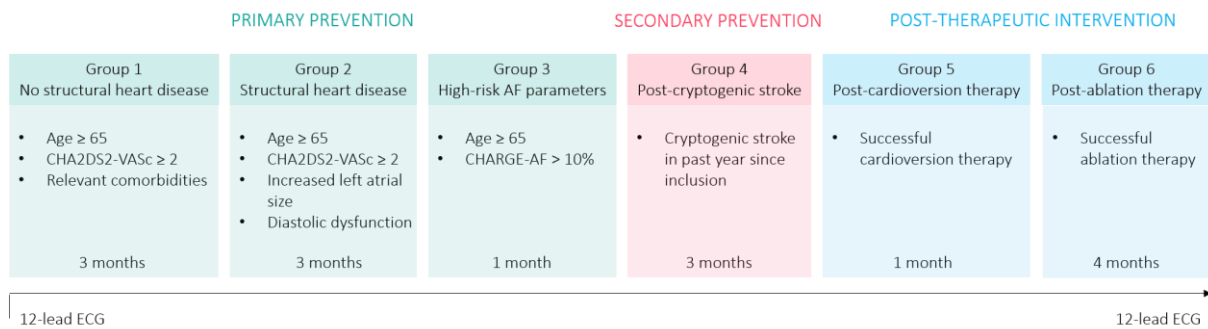 PRIMARY PREVENTION
SECONDARY PREVENTION
POST-THERAPEUTIC INTERVENTION
Group 1
No structural heart disease
• Age ≥ 65
• CHA2DS2-VASc ≥ 2
• Relevant comorbidities
3 months
Group 2
Structural heart disease
• Age ≥ 65
• CHA2DS2-VASc ≥ 2
• Increased left atrial
size
• Diastolic dysfunction
3 months
Group 3
High-risk AF parameters
• Age ≥ 65
• CHARGE-AF > 10%
1 month
Group 4
Post-cryptogenic stroke
• Cryptogenic stroke
in past year since
inclusion
3 months
Group 5
Post-cardioversion therapy
• Successful
cardioversion therapy
1 month
Group 6
Post-ablation therapy
• Successful
ablation therapy
4 months
12-lead ECG
12-lead ECG